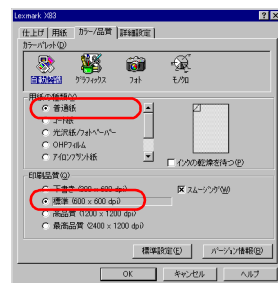 Lexmark X83
仕上げ 用紙 カラー/品質 詳細設定
カラーパレット(D)
自動検知 グラフィックス フォト モノクロ
用紙の種類(Y)
普通紙
コート紙
光沢紙/フォトペーパー
OHPフィルム
アイロンプリント紙
インクの乾燥を待つ(P)
印刷品質(Q)
下書き (300 x 600 dpi)
スムージング(W)
標準 (600 x 600 dpi)
高品質 (1200 x 1200 dpi)
最高品質 (2400 x 1200 dpi)
標準設定(E) バージョン情報(B)
OK キャンセル ヘルプ